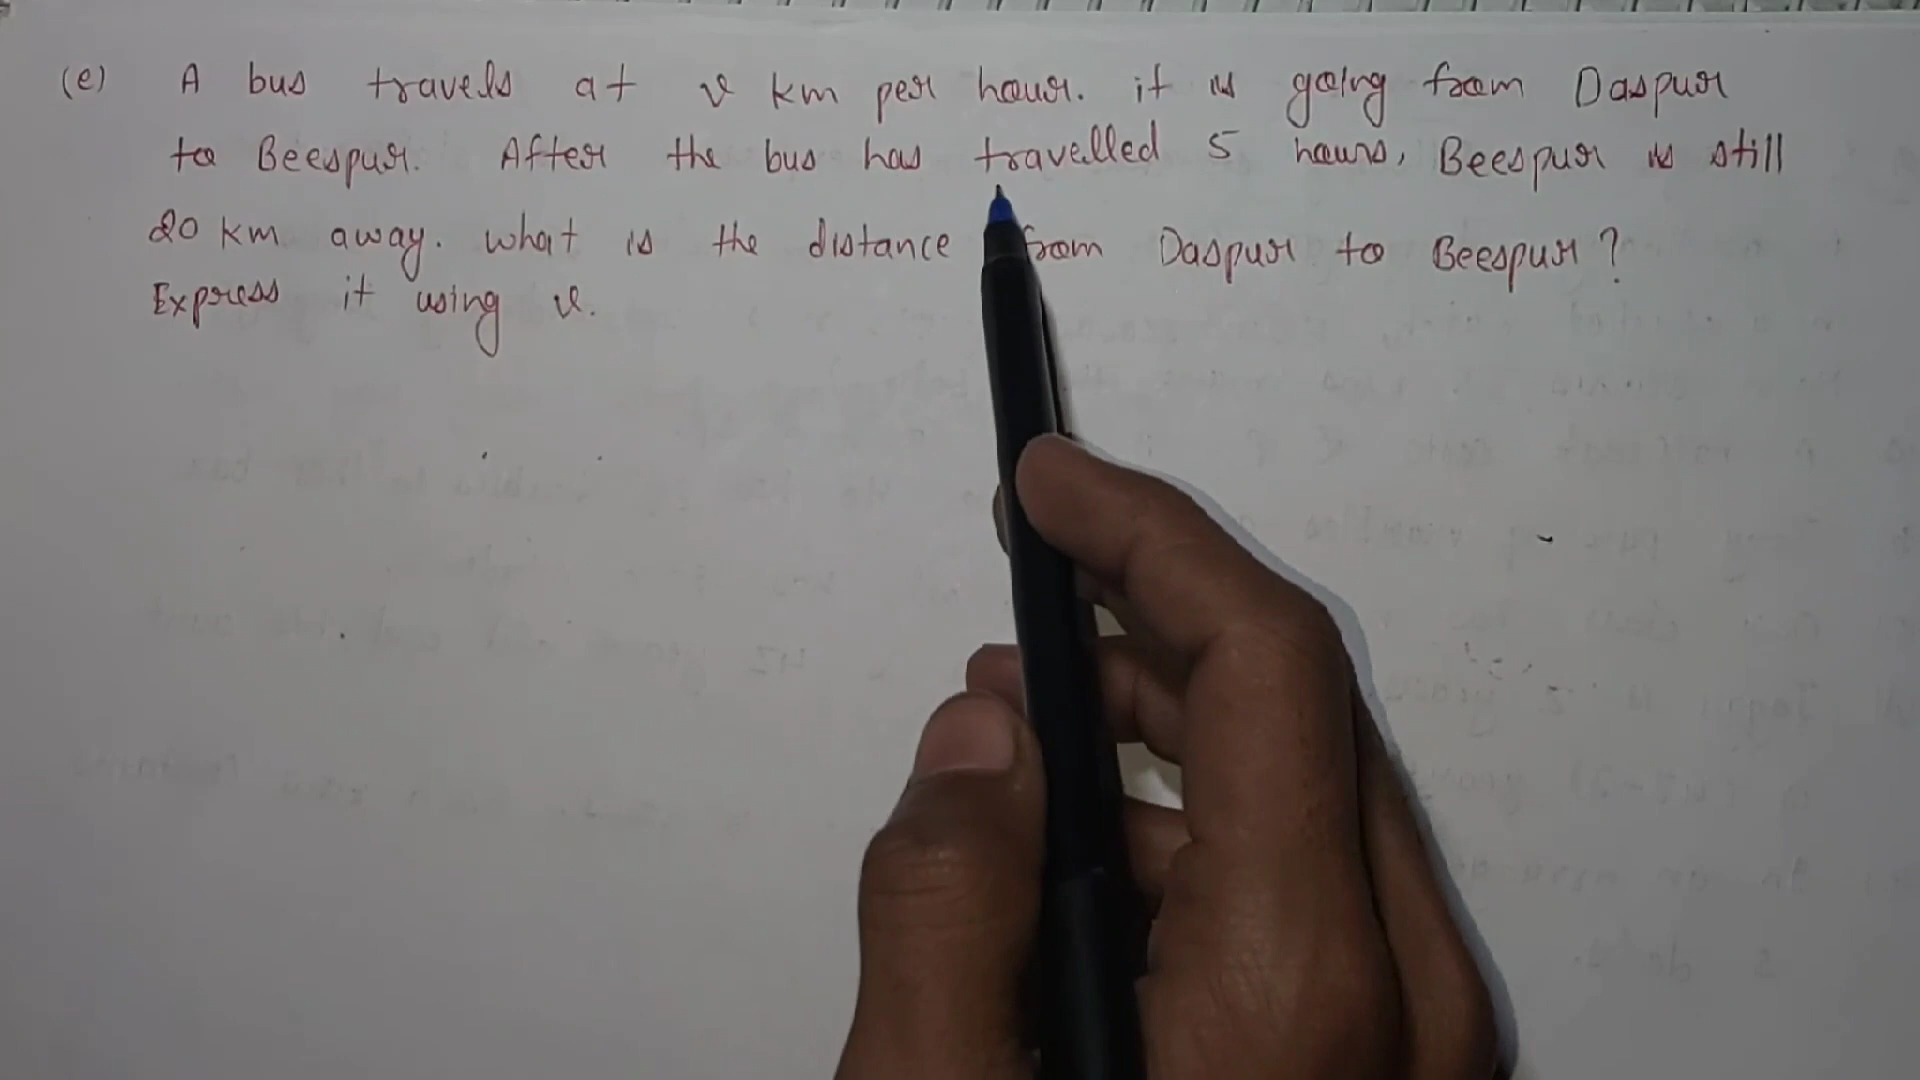 (e) A bus travels at v km per hour. it is going from Daspur
to Beespur. After the bus has travelled 5 hours, Beespur is still
20 km away. what is the distance from Daspur to Beespur?
Express it using v.